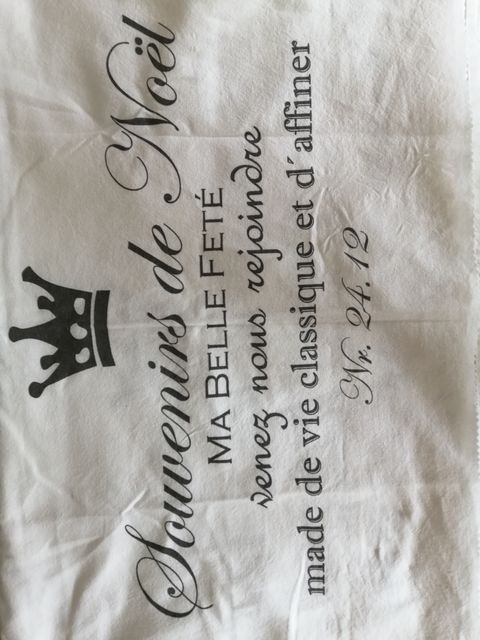 Souvenirs de Noël
MA BELLE FETÉ
venez nous rejoindre
made de vie classique et d´affiner
Nr. 24.12